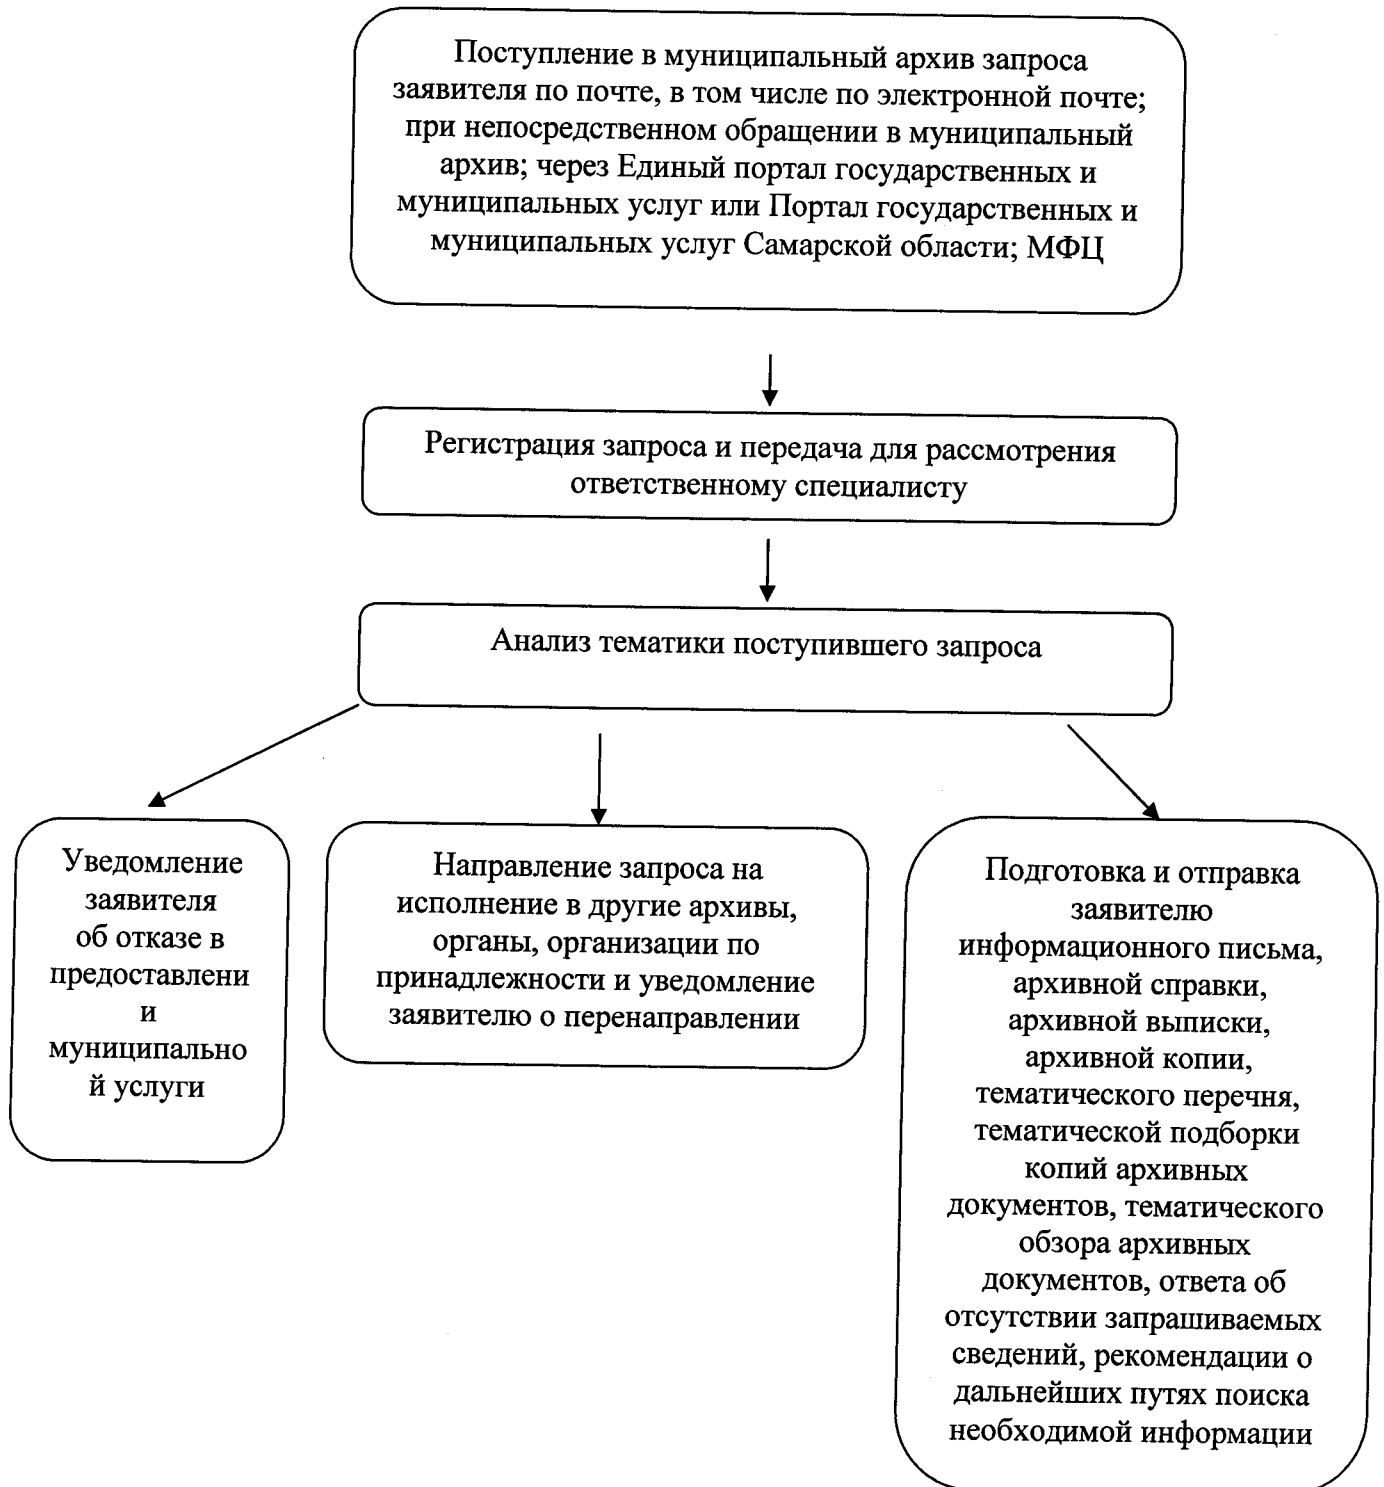 Поступление в муниципальный архив запроса
заявителя по почте, в том числе по электронной почте;
при непосредственном обращении в муниципальный
архив; через Единый портал государственных и
муниципальных услуг или Портал государственных и
муниципальных услуг Самарской области; МФЦ
Регистрация запроса и передача для рассмотрения
ответственному специалисту
Анализ тематики поступившего запроса
Уведомление
заявителя
об отказе в
предоставлени
и
муниципально
й услуги
Направление запроса на
исполнение в другие архивы,
органы, организации по
принадлежности и уведомление
заявителю о перенаправлении
Подготовка и отправка
заявителю
информационного письма,
архивной справки,
архивной выписки,
архивной копии,
тематического перечня,
тематической подборки
копий архивных
документов, тематического
обзора архивных
документов, ответа об
отсутствии запрашиваемых
сведений, рекомендации о
дальнейших путях поиска
необходимой информации